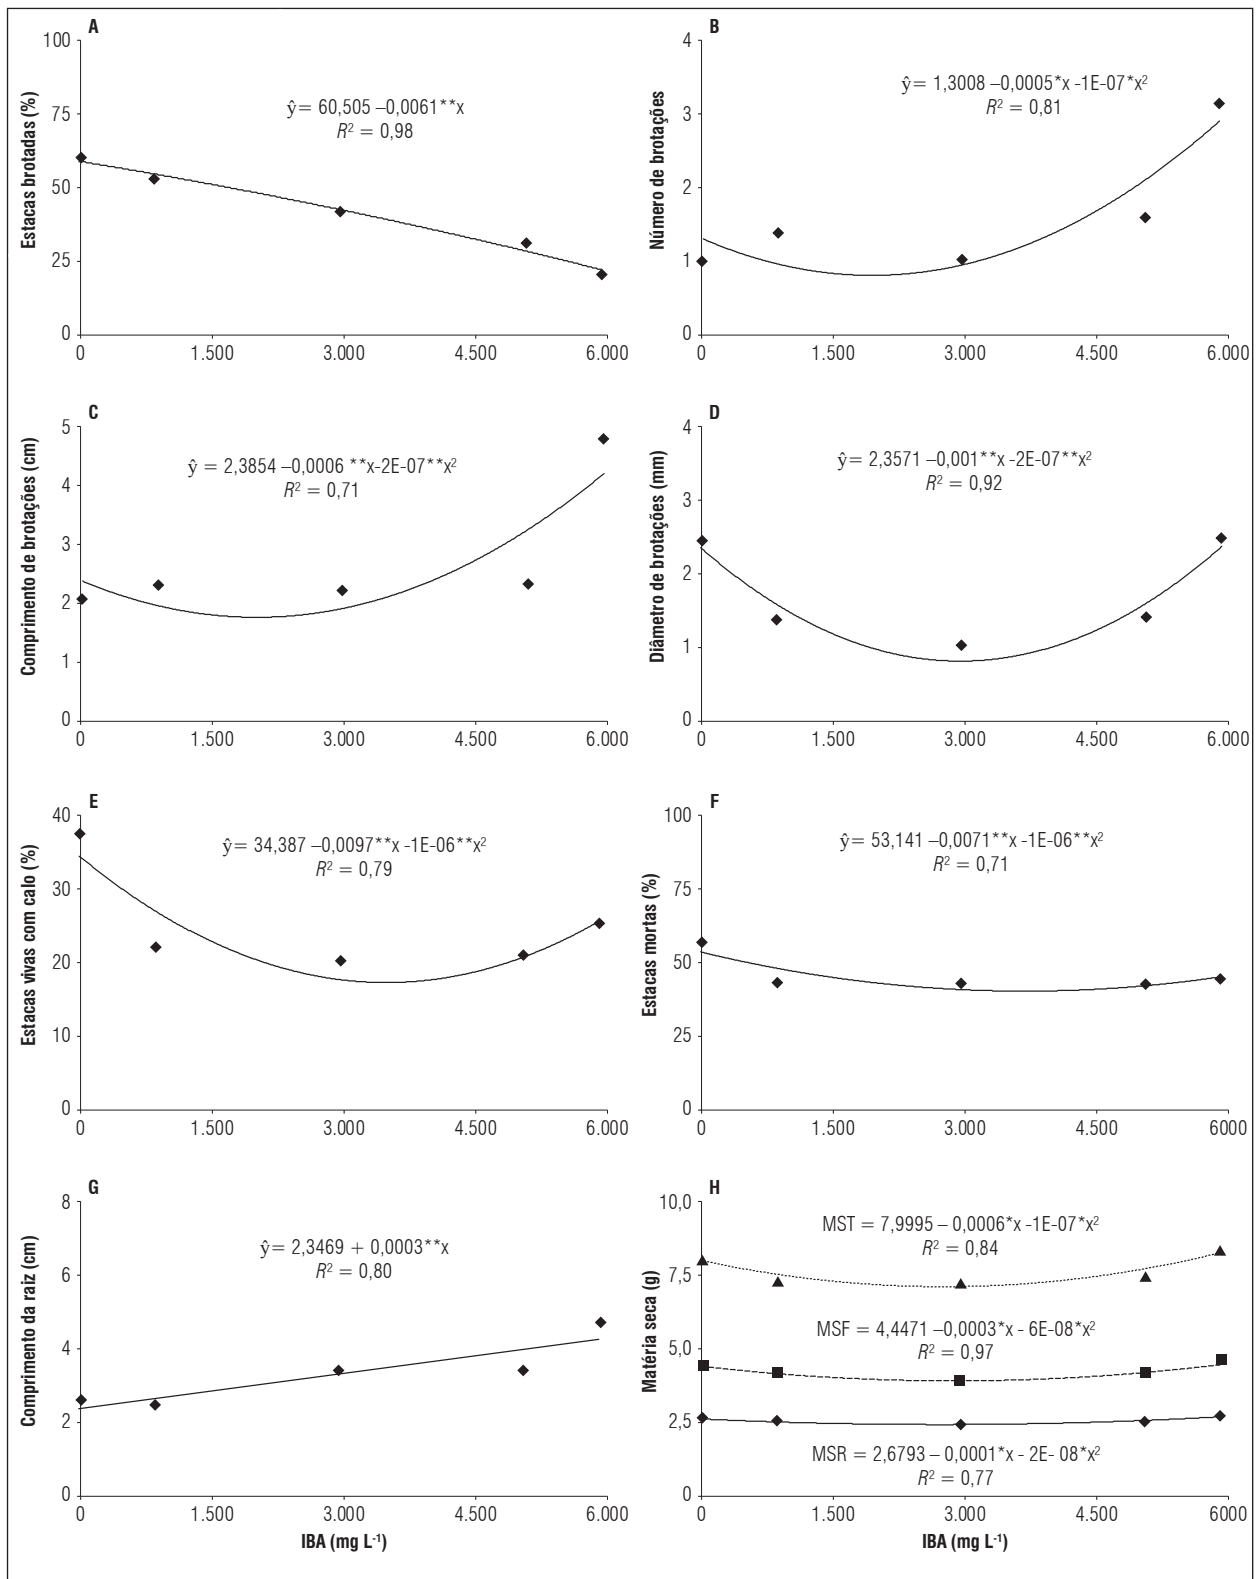 A
Estacas brotadas (%)
100
75
50
25
0
ŷ= 60,505 –0,0061**x
R² = 0,98
0 1.500 3.000 4.500 6.000
B
Número de brotações
4
3
2
1
0
ŷ= 1,3008 –0,0005*x -1E-07*x²
R² = 0,81
0 1.500 3.000 4.500 6.000
C
Comprimento de brotações (cm)
5
4
3
2
1
0
ŷ = 2,3854 –0,0006 **x-2E-07**x²
R² = 0,71
0 1.500 3.000 4.500 6.000
D
Diâmetro de brotações (mm)
4
3
2
1
0
ŷ= 2,3571 –0,001**x -2E-07**x²
R² = 0,92
0 1.500 3.000 4.500 6.000
E
Estacas vivas com calo (%)
40
30
20
10
0
ŷ= 34,387 –0,0097**x -1E-06**x²
R² = 0,79
0 1.500 3.000 4.500 6.000
F
Estacas mortas (%)
100
75
50
25
0
ŷ= 53,141 –0,0071**x -1E-06**x²
R² = 0,71
0 1.500 3.000 4.500 6000
G
Comprimento da raiz (cm)
8
6
4
2
0
ŷ= 2,3469 + 0,0003**x
R² = 0,80
0 1.500 3.000 4.500 6.000
IBA (mg L⁻¹)
H
Matéria seca (g)
10,0
7,5
5,0
2,5
0
MST = 7,9995 – 0,0006*x -1E-07*x²
R² = 0,84
MSF = 4,4471 –0,0003*x - 6E-08*x²
R² = 0,97
MSR = 2,6793 – 0,0001*x - 2E- 08*x²
R² = 0,77
0 1.500 3.000 4.500 6000
IBA (mg L⁻¹)